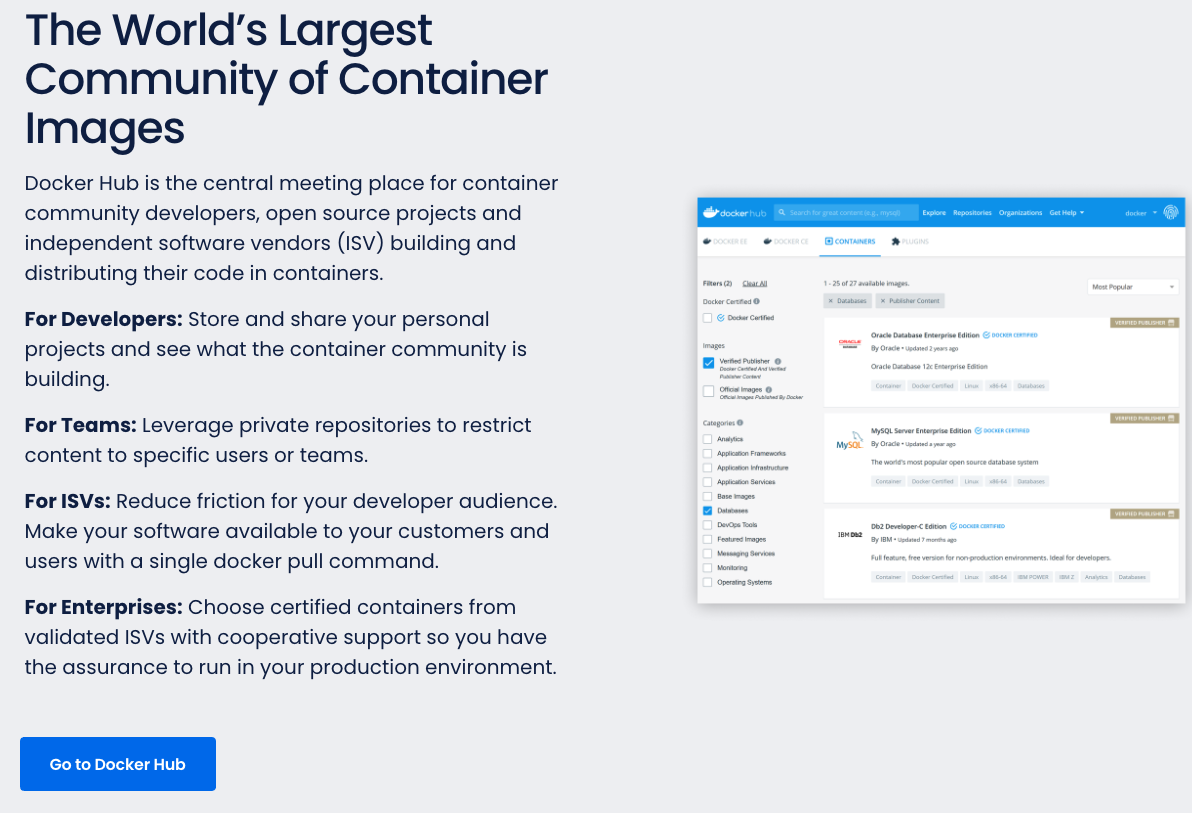 The World’s Largest
Community of Container
Images
Docker Hub is the central meeting place for container
community developers, open source projects and
independent software vendors (ISV) building and
distributing their code in containers.
For Developers: Store and share your personal
projects and see what the container community is
building.
For Teams: Leverage private repositories to restrict
content to specific users or teams.
For ISVs: Reduce friction for your developer audience.
Make your software available to your customers and
users with a single docker pull command.
For Enterprises: Choose certified containers from
validated ISVs with cooperative support so you have
the assurance to run in your production environment.
Go to Docker Hub
docker hub Search for great content (e.g., mysql) Explore Repositories Organizations Get Help docker
DOCKER EE DOCKER CE CONTAINERS PLUGINS
Filters (2) Clear All
Docker Certified
Docker Certified
Images
Verified Publisher
Docker Certified And Verified
Publisher Content
Official Images
Official Images Published By Docker
Categories
Analytics
Application Frameworks
Application Infrastructure
Application Services
Base Images
Databases
DevOps Tools
Featured Images
Messaging Services
Monitoring
Operating Systems
1 - 25 of 27 available images.
Most Popular
× Databases × Publisher Content
VERIFIED PUBLISHER
ORACLE
DATABASE
Oracle Database Enterprise Edition DOCKER CERTIFIED
By Oracle • Updated 2 years ago
Oracle Database 12c Enterprise Edition
Container Docker Certified Linux x86-64 Databases
VERIFIED PUBLISHER
MySQL
MySQL Server Enterprise Edition DOCKER CERTIFIED
By Oracle • Updated a year ago
The world's most popular open source database system
Container Docker Certified Linux x86-64 Databases
VERIFIED PUBLISHER
IBM Db2
Db2 Developer-C Edition DOCKER CERTIFIED
By IBM • Updated 7 months ago
Full feature, free version for non-production environments. Ideal for developers.
Container Docker Certified Linux x86-64 IBM POWER IBM Z Analytics Databases